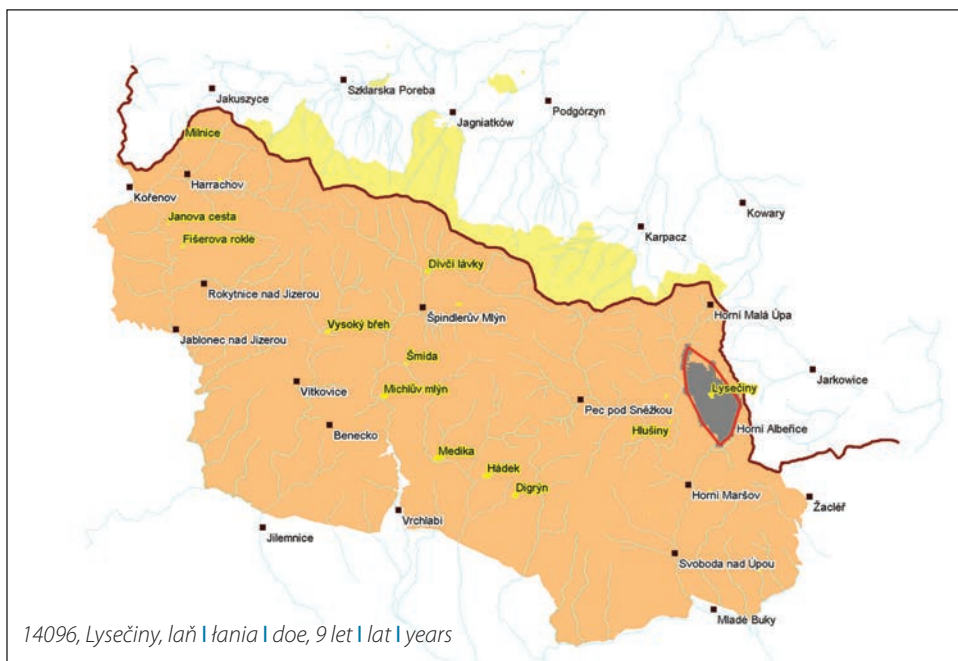 Szklarska Poreba
Jakuszyce
Podgórzyn
Jagniatków
Milnice
Harrachov
Kořenov
Kowary
Janova cesta
Karpacz
Fišerova rokle
Dívčí lávky
Rokytnice nad Jizerou
Horní Malá Úpa
Špindlerův Mlýn
Vysoký břeh
Jablonec nad Jizerou
Šmída
Jarkowice
Vítkovice
Lysečiny
Michlův mlýn
Pec pod Sněžkou
Benecko
Horní Albeřice
Hlušiny
Medika
Hádek
Horní Maršov
Digrýn
Žacléř
Vrchlabí
Jilemnice
Svoboda nad Úpou
Mladé Buky
14096, Lysečiny, laň I łania I doe, 9 let I lat I years